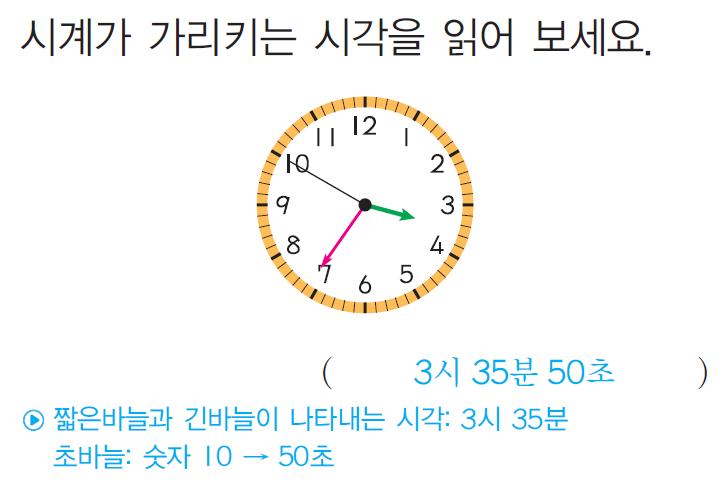 시계가 가리키는 시각을 읽어 보세요.
12
11 1
10 2
9 3
8 4
7 5
6
( 3시 35분 50초 )
짧은바늘과 긴바늘이 나타내는 시각: 3시 35분
초바늘: 숫자 10 → 50초